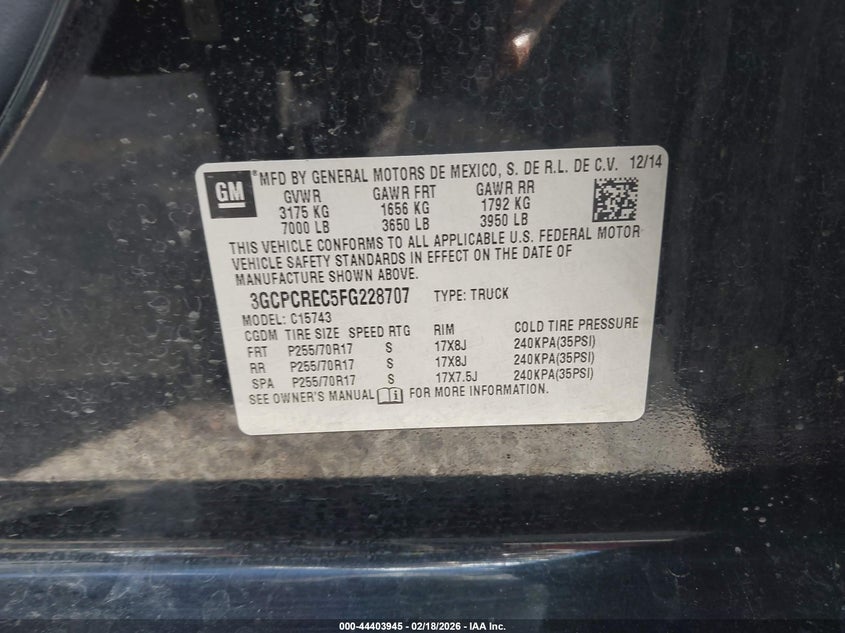 GM
®MFD BY GENERAL MOTORS DE MEXICO, S. DE R.L. DE C.V. 12/14
GVWR GAWR FRT GAWR RR
3175 KG 1656 KG 1792 KG
7000 LB 3650 LB 3950 LB
THIS VEHICLE CONFORMS TO ALL APPLICABLE U.S. FEDERAL MOTOR
VEHICLE SAFETY STANDARDS IN EFFECT ON THE DATE OF
MANUFACTURE SHOWN ABOVE.
3GCPCREC5FG228707 TYPE: TRUCK
MODEL: C15743
CGDM TIRE SIZE SPEED RTG RIM COLD TIRE PRESSURE
FRT P255/70R17 S 17X8J 240KPA(35PSI)
RR P255/70R17 S 17X8J 240KPA(35PSI)
SPA P255/70R17 S 17X7.5J 240KPA(35PSI)
SEE OWNER'S MANUAL i FOR MORE INFORMATION.
000-44403945 - 02/18/2026 - IAA Inc.